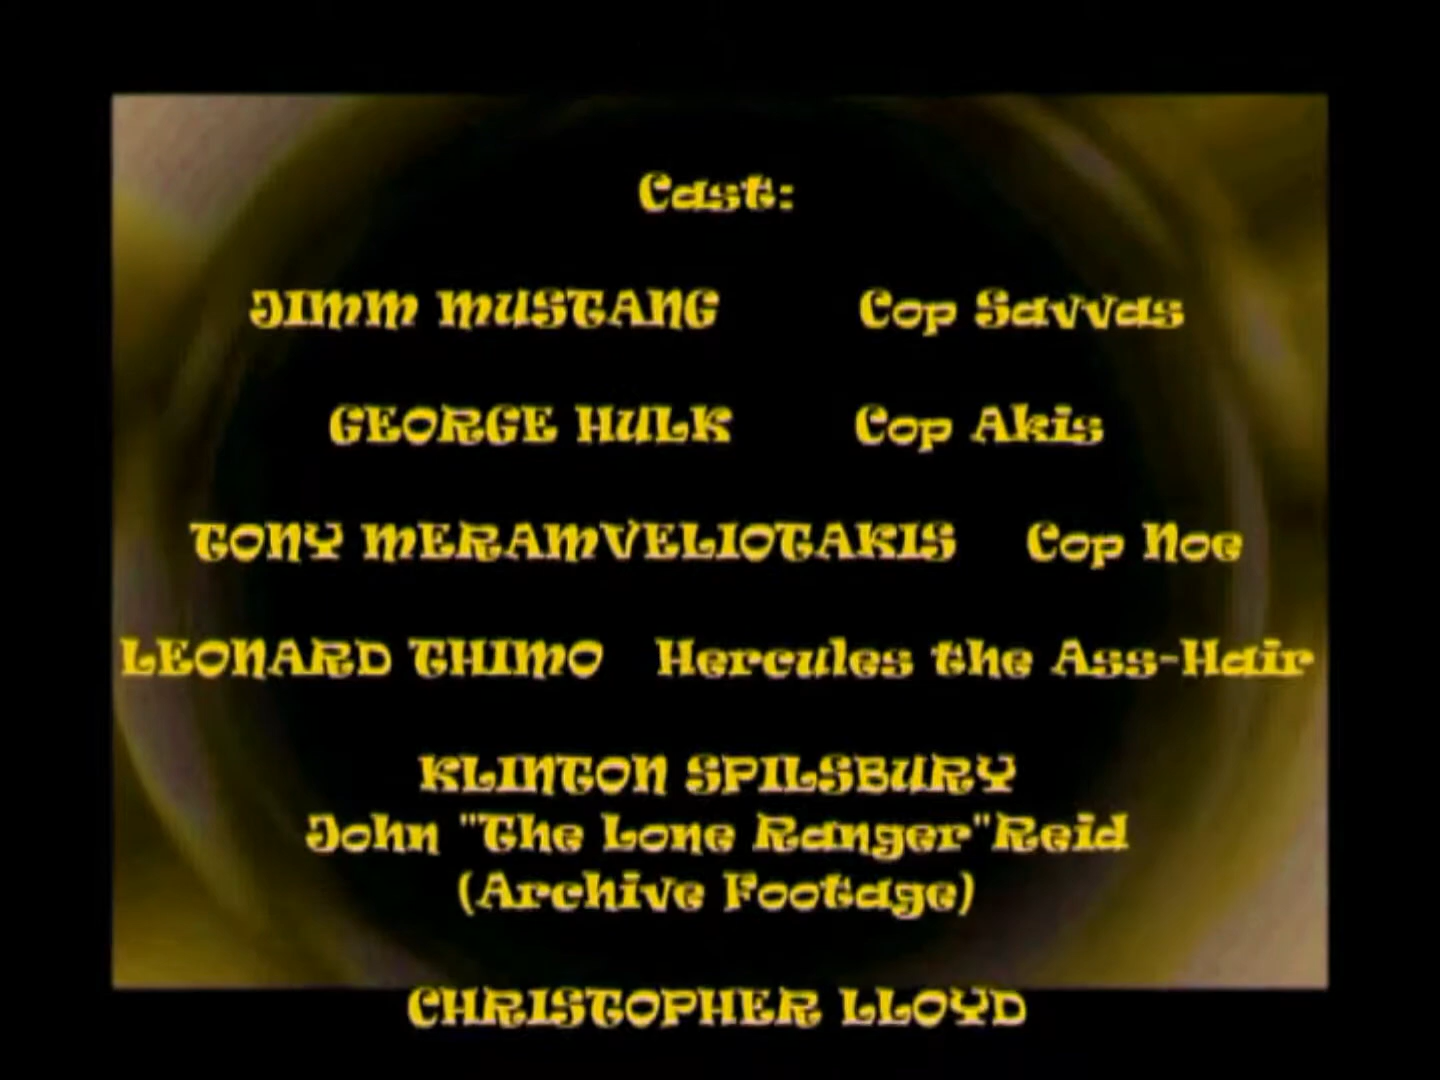 Cast:
JIMM MUSTANG Cop Savvas
GEORGE HULK Cop Akis
TONY MERAMVELIOTAKIS Cop Noe
LEONARD THIMO Hercules the Ass-Hair
KLINTON SPILSBURY
John "The Lone Ranger"Reid
(Archive Footage)
CHRISTOPHER LLOYD